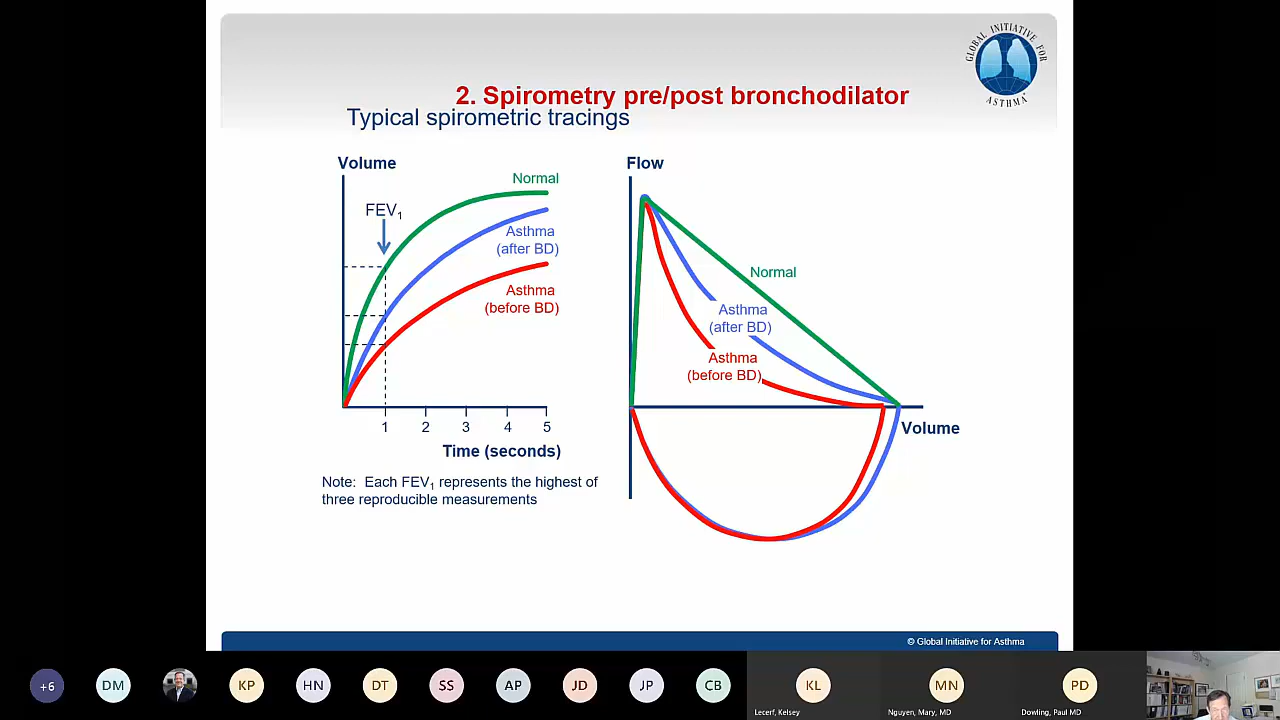 GLOBAL INITIATIVE FOR
ASTHMA
2. Spirometry pre/post bronchodilator
Typical spirometric tracings
Volume
Normal
FEV1
Asthma
(after BD)
Asthma
(before BD)
1 2 3 4 5
Time (seconds)
Note: Each FEV1 represents the highest of
three reproducible measurements
Flow
Normal
Asthma
(after BD)
Asthma
(before BD)
Volume
© Global Initiative for Asthma
+6 DM KP HN DT SS AP JD JP CB KL MN PD
Lecerf, Kelsey
Nguyen, Mary, MD
Dowling, Paul MD